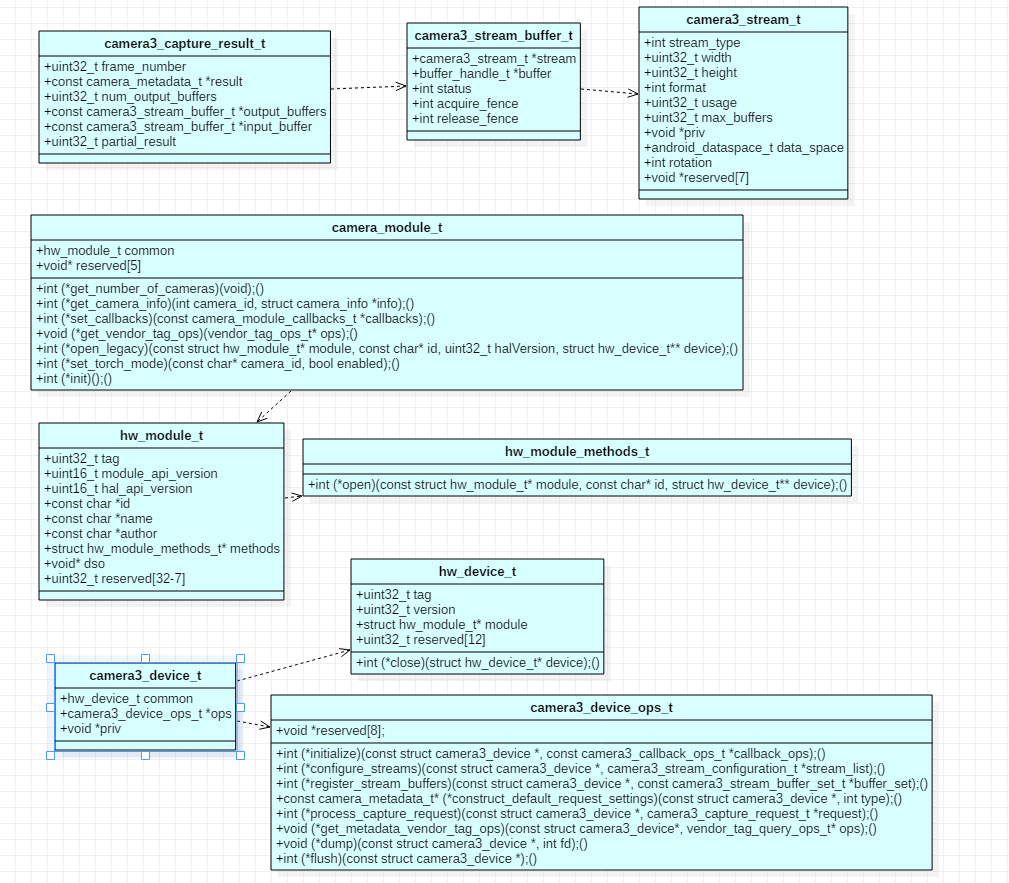 camera3_capture_result_t
+uint32_t frame_number
+const camera_metadata_t *result
+uint32_t num_output_buffers
+const camera3_stream_buffer_t *output_buffers
+const camera3_stream_buffer_t *input_buffer
+uint32_t partial_result
camera3_stream_buffer_t
+camera3_stream_t *stream
+buffer_handle_t *buffer
+int status
+int acquire_fence
+int release_fence
camera3_stream_t
+int stream_type
+uint32_t width
+uint32_t height
+int format
+uint32_t usage
+uint32_t max_buffers
+void *priv
+android_dataspace_t data_space
+int rotation
+void *reserved[7]
camera_module_t
+hw_module_t common
+void* reserved[5]
+int (*get_number_of_cameras)(void);()
+int (*get_camera_info)(int camera_id, struct camera_info *info);()
+int (*set_callbacks)(const camera_module_callbacks_t *callbacks);()
+void (*get_vendor_tag_ops)(vendor_tag_ops_t* ops);()
+int (*open_legacy)(const struct hw_module_t* module, const char* id, uint32_t halVersion, struct hw_device_t** device);()
+int (*set_torch_mode)(const char* camera_id, bool enabled);()
+int (*init)();()
hw_module_t
+uint32_t tag
+uint16_t module_api_version
+uint16_t hal_api_version
+const char *id
+const char *name
+const char *author
+struct hw_module_methods_t* methods
+void* dso
+uint32_t reserved[32-7]
hw_module_methods_t
+int (*open)(const struct hw_module_t* module, const char* id, struct hw_device_t** device);()
hw_device_t
+uint32_t tag
+uint32_t version
+struct hw_module_t* module
+uint32_t reserved[12]
+int (*close)(struct hw_device_t* device);()
camera3_device_t
+hw_device_t common
+camera3_device_ops_t *ops
+void *priv
camera3_device_ops_t
+void *reserved[8];
+int (*initialize)(const struct camera3_device *, const camera3_callback_ops_t *callback_ops);()
+int (*configure_streams)(const struct camera3_device *, camera3_stream_configuration_t *stream_list);()
+int (*register_stream_buffers)(const struct camera3_device *, const camera3_stream_buffer_set_t *buffer_set);()
+const camera_metadata_t* (*construct_default_request_settings)(const struct camera3_device *, int type);()
+int (*process_capture_request)(const struct camera3_device *, camera3_capture_request_t *request);()
+void (*get_metadata_vendor_tag_ops)(const struct camera3_device*, vendor_tag_query_ops_t* ops);()
+void (*dump)(const struct camera3_device *, int fd);()
+int (*flush)(const struct camera3_device *);()